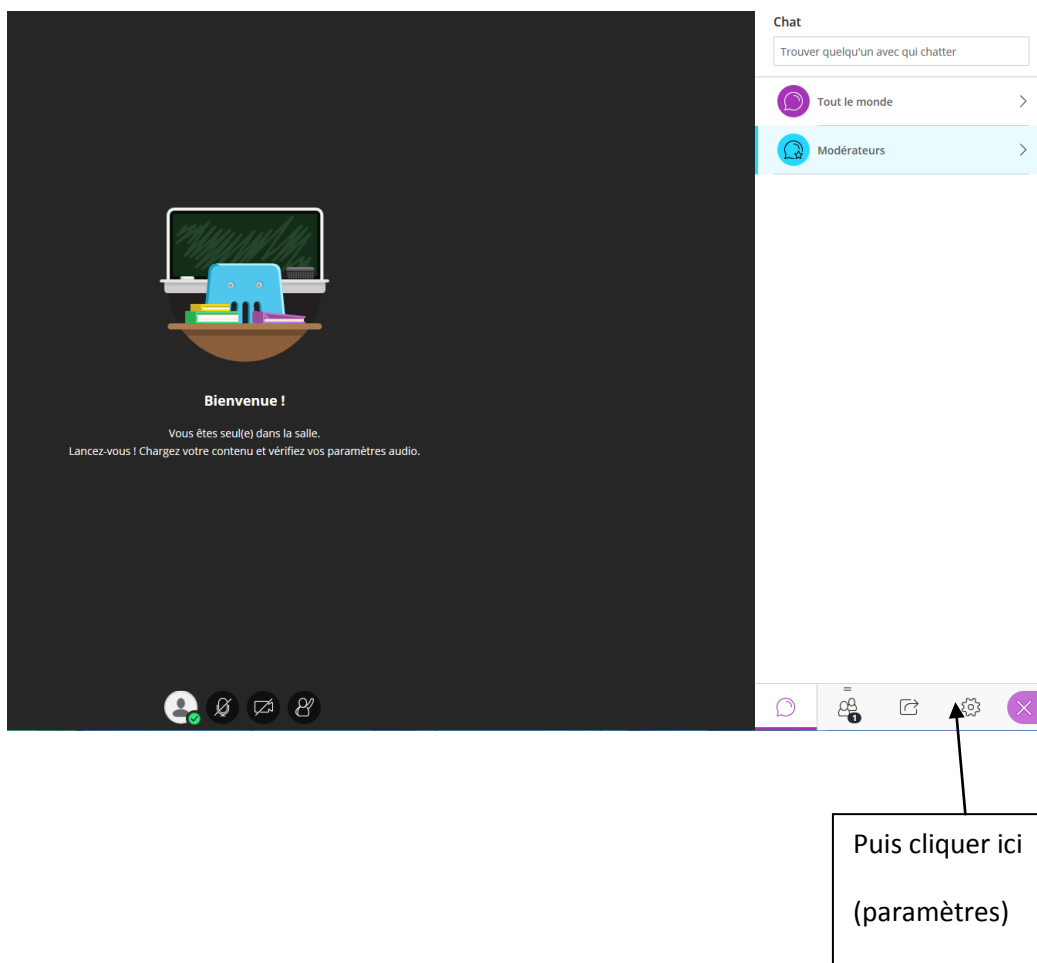 Chat
Trouver quelqu'un avec qui chatter
Tout le monde
Modérateurs
Bienvenue !
Vous êtes seul(e) dans la salle.
Lancez-vous ! Chargez votre contenu et vérifiez vos paramètres audio.
1
Puis cliquer ici
(paramètres)